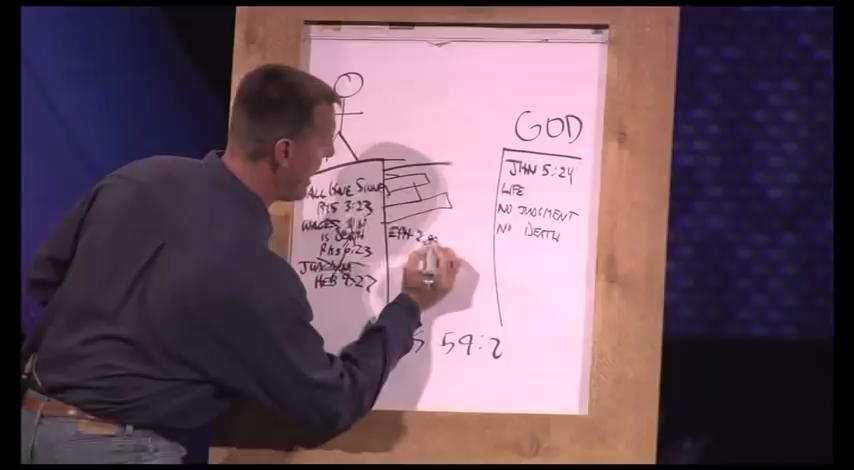 GOD
ALL HAVE SINNED
RMS 3:23
WAGES
IS DEATH
RMS 6:23
JUDGMENT
HEB 9:27
EPH 2:8
JHN 5:24
LIFE
NO JUDGMENT
NO DEATH
59:2